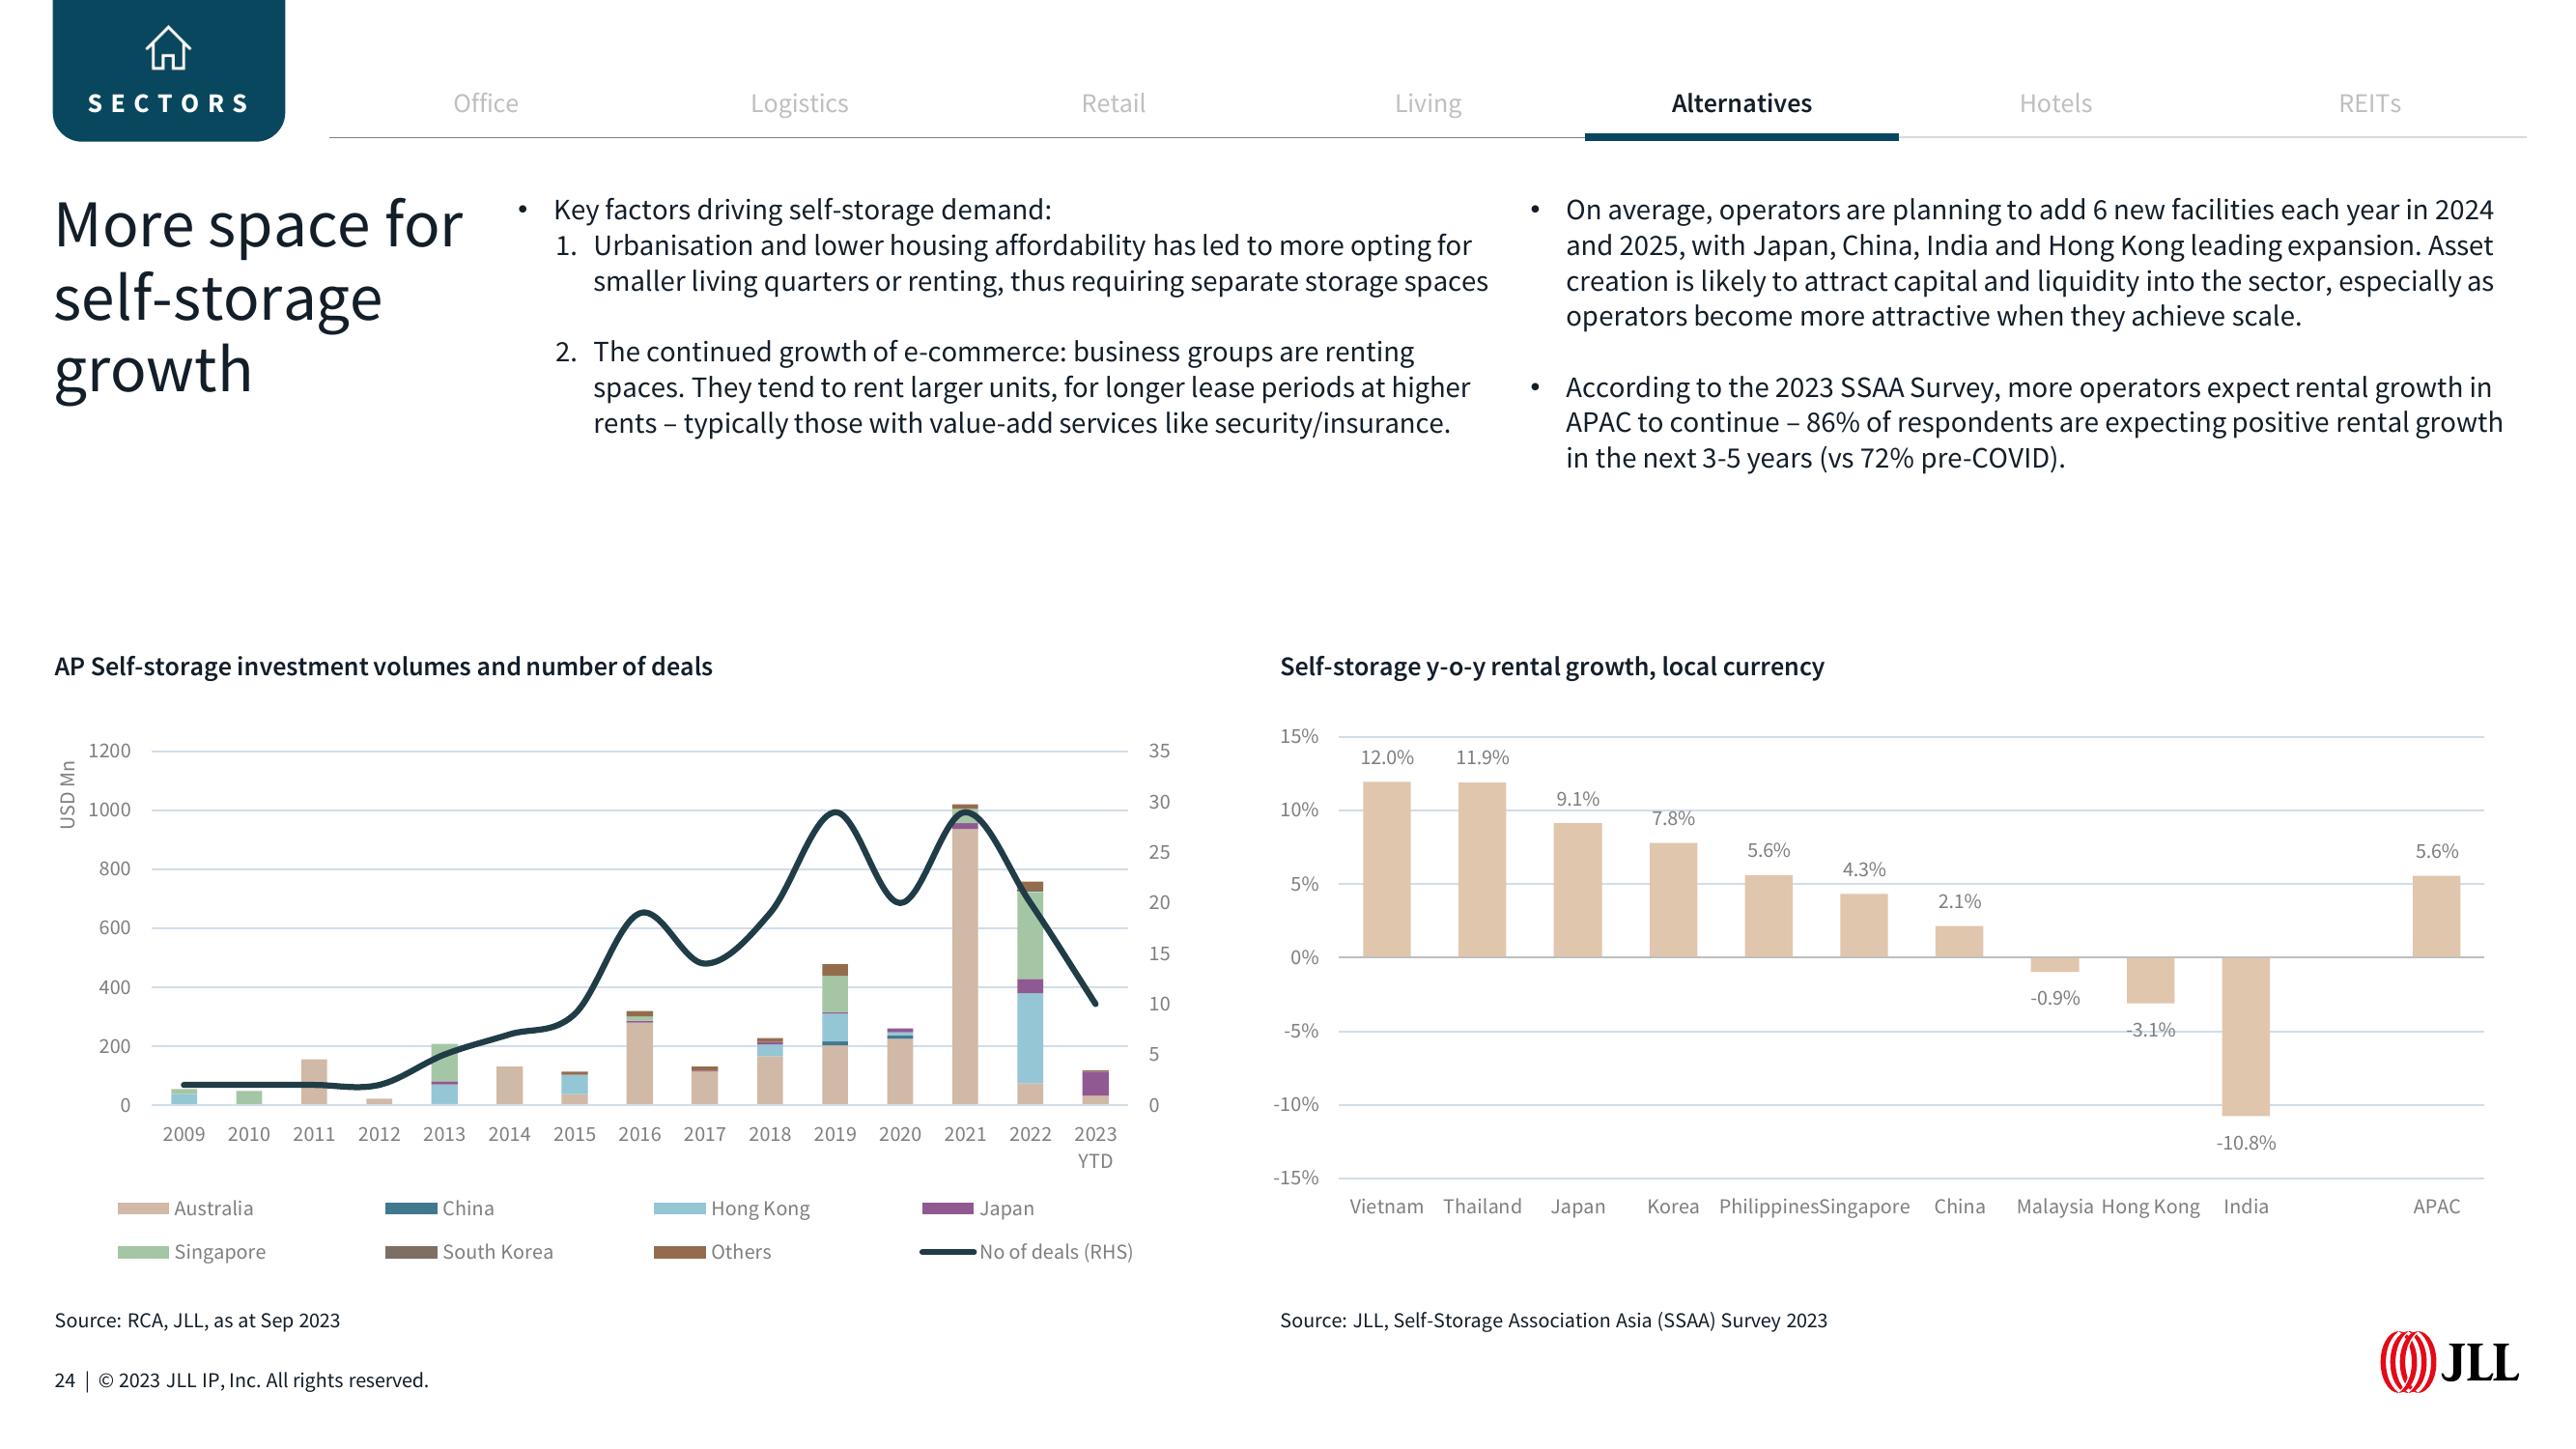 SECTORS
Office
Logistics
Retail
Living
Alternatives
Hotels
REITs
More space for
self-storage
growth
• Key factors driving self-storage demand:
1. Urbanisation and lower housing affordability has led to more opting for
smaller living quarters or renting, thus requiring separate storage spaces
2. The continued growth of e-commerce: business groups are renting
spaces. They tend to rent larger units, for longer lease periods at higher
rents – typically those with value-add services like security/insurance.
• On average, operators are planning to add 6 new facilities each year in 2024
and 2025, with Japan, China, India and Hong Kong leading expansion. Asset
creation is likely to attract capital and liquidity into the sector, especially as
operators become more attractive when they achieve scale.
• According to the 2023 SSAA Survey, more operators expect rental growth in
APAC to continue – 86% of respondents are expecting positive rental growth
in the next 3-5 years (vs 72% pre-COVID).
AP Self-storage investment volumes and number of deals
USD Mn
1200
1000
800
600
400
200
0
35
30
25
20
15
10
5
0
2009 2010 2011 2012 2013 2014 2015 2016 2017 2018 2019 2020 2021 2022 2023
YTD
Australia China Hong Kong Japan
Singapore South Korea Others No of deals (RHS)
Source: RCA, JLL, as at Sep 2023
Self-storage y-o-y rental growth, local currency
15%
10%
5%
0%
-5%
-10%
-15%
12.0%
11.9%
9.1%
7.8%
5.6%
4.3%
2.1%
-0.9%
-3.1%
-10.8%
5.6%
Vietnam Thailand Japan Korea Philippines Singapore China Malaysia Hong Kong India APAC
Source: JLL, Self-Storage Association Asia (SSAA) Survey 2023
24 | © 2023 JLL IP, Inc. All rights reserved.
JLL